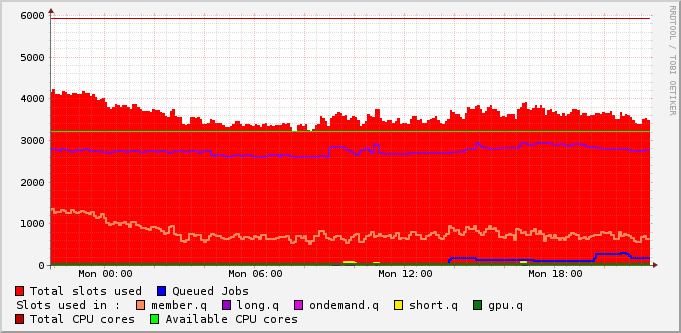 RRDTOOL / TOBI OETIKER
6000
5000
4000
3000
2000
1000
0
Mon 00:00 Mon 06:00 Mon 12:00 Mon 18:00
Total slots used Queued Jobs
Slots used in : member.q long.q ondemand.q short.q gpu.q
Total CPU cores Available CPU cores